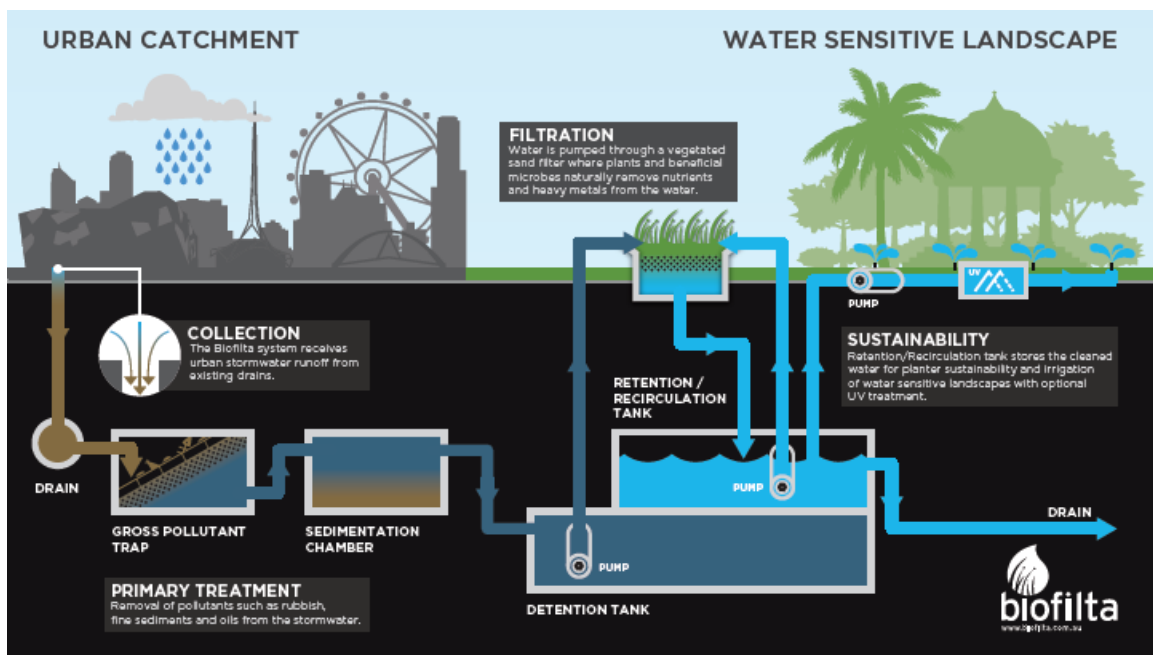 URBAN CATCHMENT
WATER SENSITIVE LANDSCAPE
FILTRATION
Water is pumped through a vegetated
sand filter where plants and beneficial
microbes naturally remove nutrients
and heavy metals from the water.
COLLECTION
The Biofilta system receives
urban stormwater runoff from
existing drains.
UV
PUMP
SUSTAINABILITY
Retention/Recirculation tank stores the cleaned
water for planter sustainability and irrigation
of water sensitive landscapes with optional
UV treatment.
RETENTION /
RECIRCULATION
TANK
DRAIN
GROSS POLLUTANT
TRAP
SEDIMENTATION
CHAMBER
PUMP
PUMP
DETENTION TANK
DRAIN
PRIMARY TREATMENT
Removal of pollutants such as rubbish,
fine sediments and oils from the stormwater.
biofilta
www.biofilta.com.au